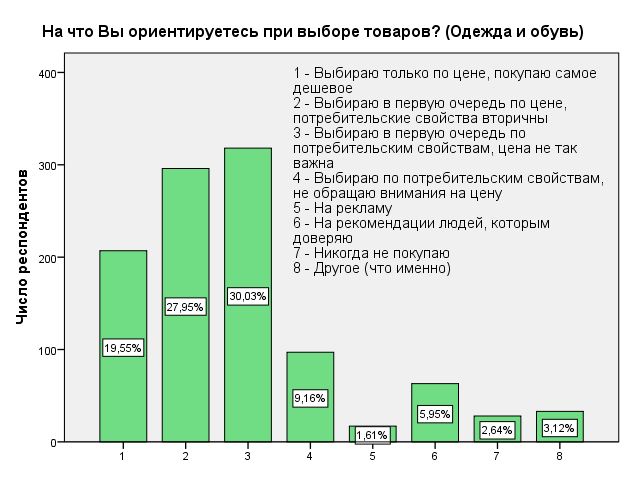 На что Вы ориентируетесь при выборе товаров? (Одежда и обувь)
Число респондентов
400
300
200
100
0
1 - Выбираю только по цене, покупаю самое
дешевое
2 - Выбираю в первую очередь по цене,
потребительские свойства вторичны
3 - Выбираю в первую очередь по
потребительским свойствам, цена не так
важна
4 - Выбираю по потребительским свойствам,
не обращаю внимания на цену
5 - На рекламу
6 - На рекомендации людей, которым
доверяю
7 - Никогда не покупаю
8 - Другое (что именно)
19,55%
27,95%
30,03%
9,16%
1,61%
5,95%
2,64%
3,12%
1 2 3 4 5 6 7 8